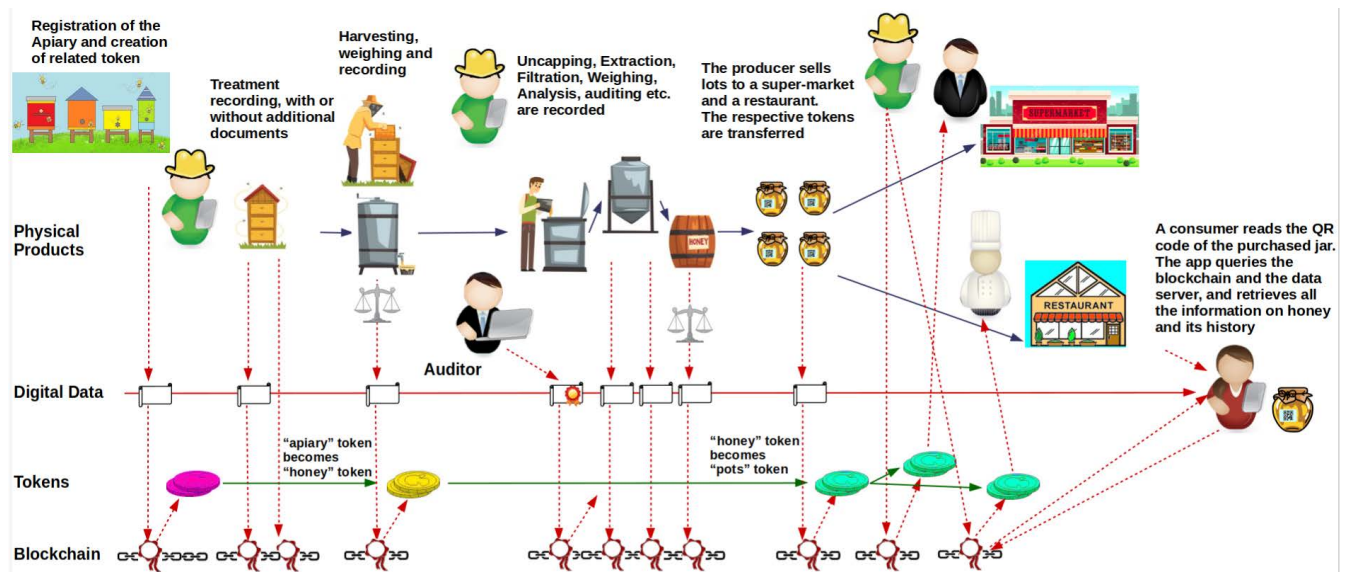 Registration of the
Apiary and creation
of related token
Treatment
recording, with or
without additional
documents
Harvesting,
weighing and
recording
Uncapping, Extraction,
Filtration, Weighing,
Analysis, auditing etc.
are recorded
The producer sells
lots to a super-market
and a restaurant.
The respective tokens
are transferred
SUPERMARKET
Physical
Products
HONEY
RESTAURANT
A consumer reads the QR
code of the purchased jar.
The app queries the
blockchain and the data
server, and retrieves all
the information on honey
and its history
Auditor
Digital Data
“apiary” token
becomes
“honey” token
“honey” token
becomes
“pots” token
Tokens
Blockchain